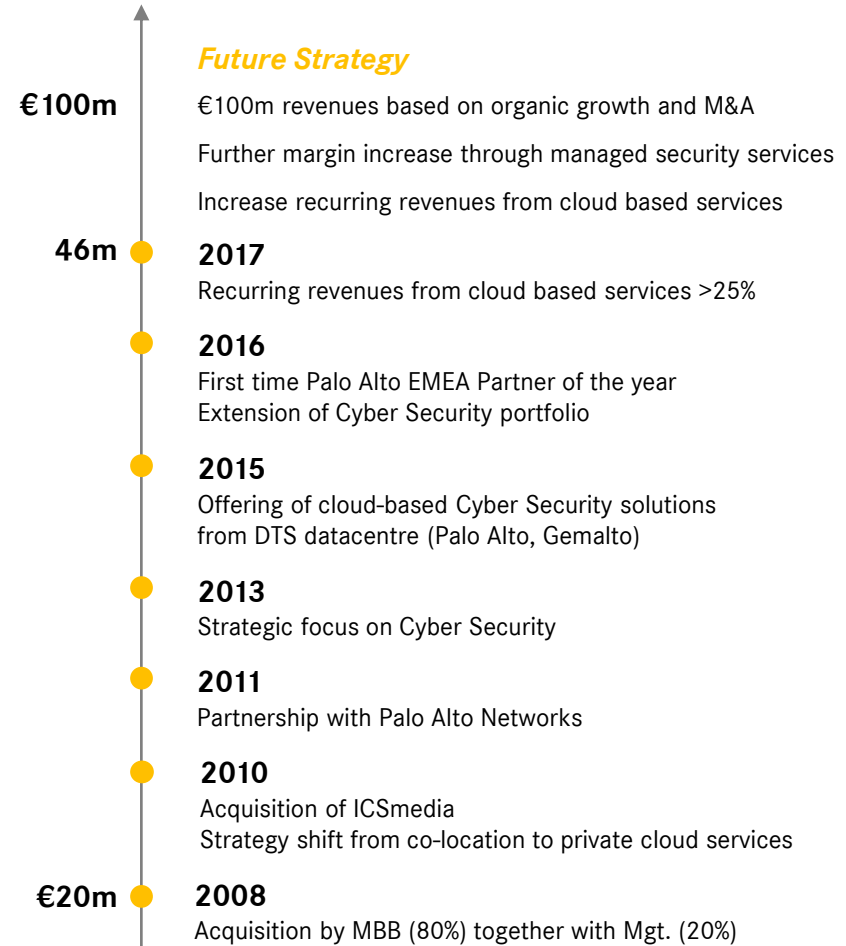 Future Strategy
€100m
€100m revenues based on organic growth and M&A
Further margin increase through managed security services
Increase recurring revenues from cloud based services
46m
2017
Recurring revenues from cloud based services >25%
2016
First time Palo Alto EMEA Partner of the year
Extension of Cyber Security portfolio
2015
Offering of cloud-based Cyber Security solutions
from DTS datacentre (Palo Alto, Gemalto)
2013
Strategic focus on Cyber Security
2011
Partnership with Palo Alto Networks
2010
Acquisition of ICSmedia
Strategy shift from co-location to private cloud services
€20m
2008
Acquisition by MBB (80%) together with Mgt. (20%)